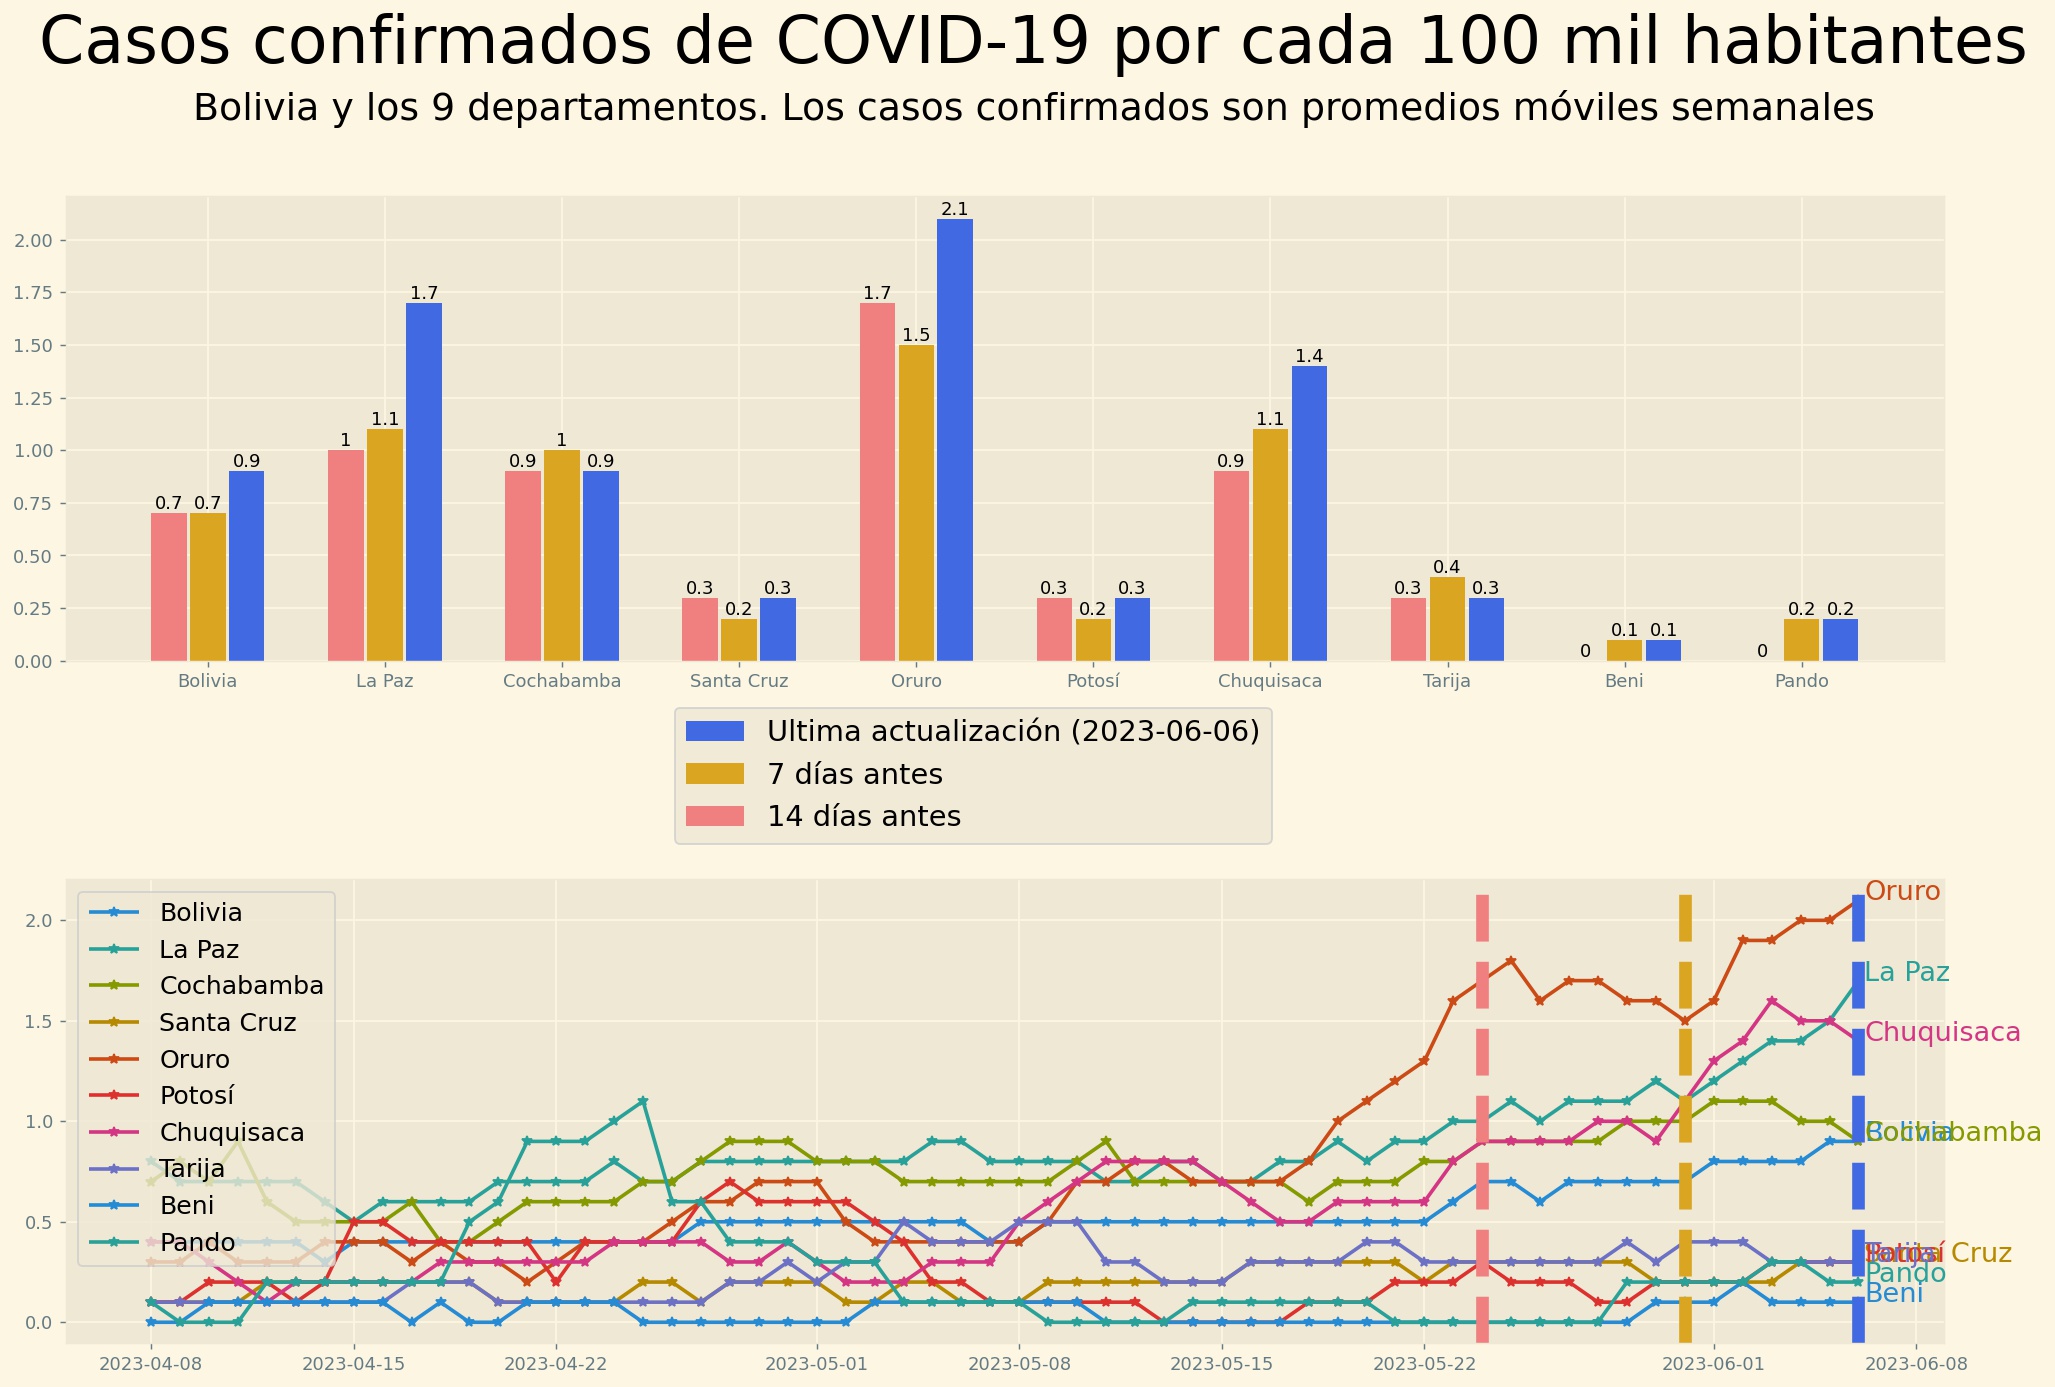 Casos confirmados de COVID-19 por cada 100 mil habitantes
Bolivia y los 9 departamentos. Los casos confirmados son promedios móviles semanales
2.00
1.75
1.50
1.25
1.00
0.75
0.50
0.25
0.00
0.7 0.7 0.9
1 1.1 1.7
0.9 1 0.9
0.3 0.2 0.3
1.7 1.5 2.1
0.3 0.2 0.3
0.9 1.1 1.4
0.3 0.4 0.3
0 0.1 0.1
0 0.2 0.2
Bolivia La Paz Cochabamba Santa Cruz Oruro Potosí Chuquisaca Tarija Beni Pando
Ultima actualización (2023-06-06)
7 días antes
14 días antes
2.0
1.5
1.0
0.5
0.0
Bolivia
La Paz
Cochabamba
Santa Cruz
Oruro
Potosí
Chuquisaca
Tarija
Beni
Pando
Oruro
La Paz
Chuquisaca
Bolivia
Cochabamba
Santa Cruz
Potosí
Tarija
Pando
Beni
2023-04-08 2023-04-15 2023-04-22 2023-05-01 2023-05-08 2023-05-15 2023-05-22 2023-06-01 2023-06-08